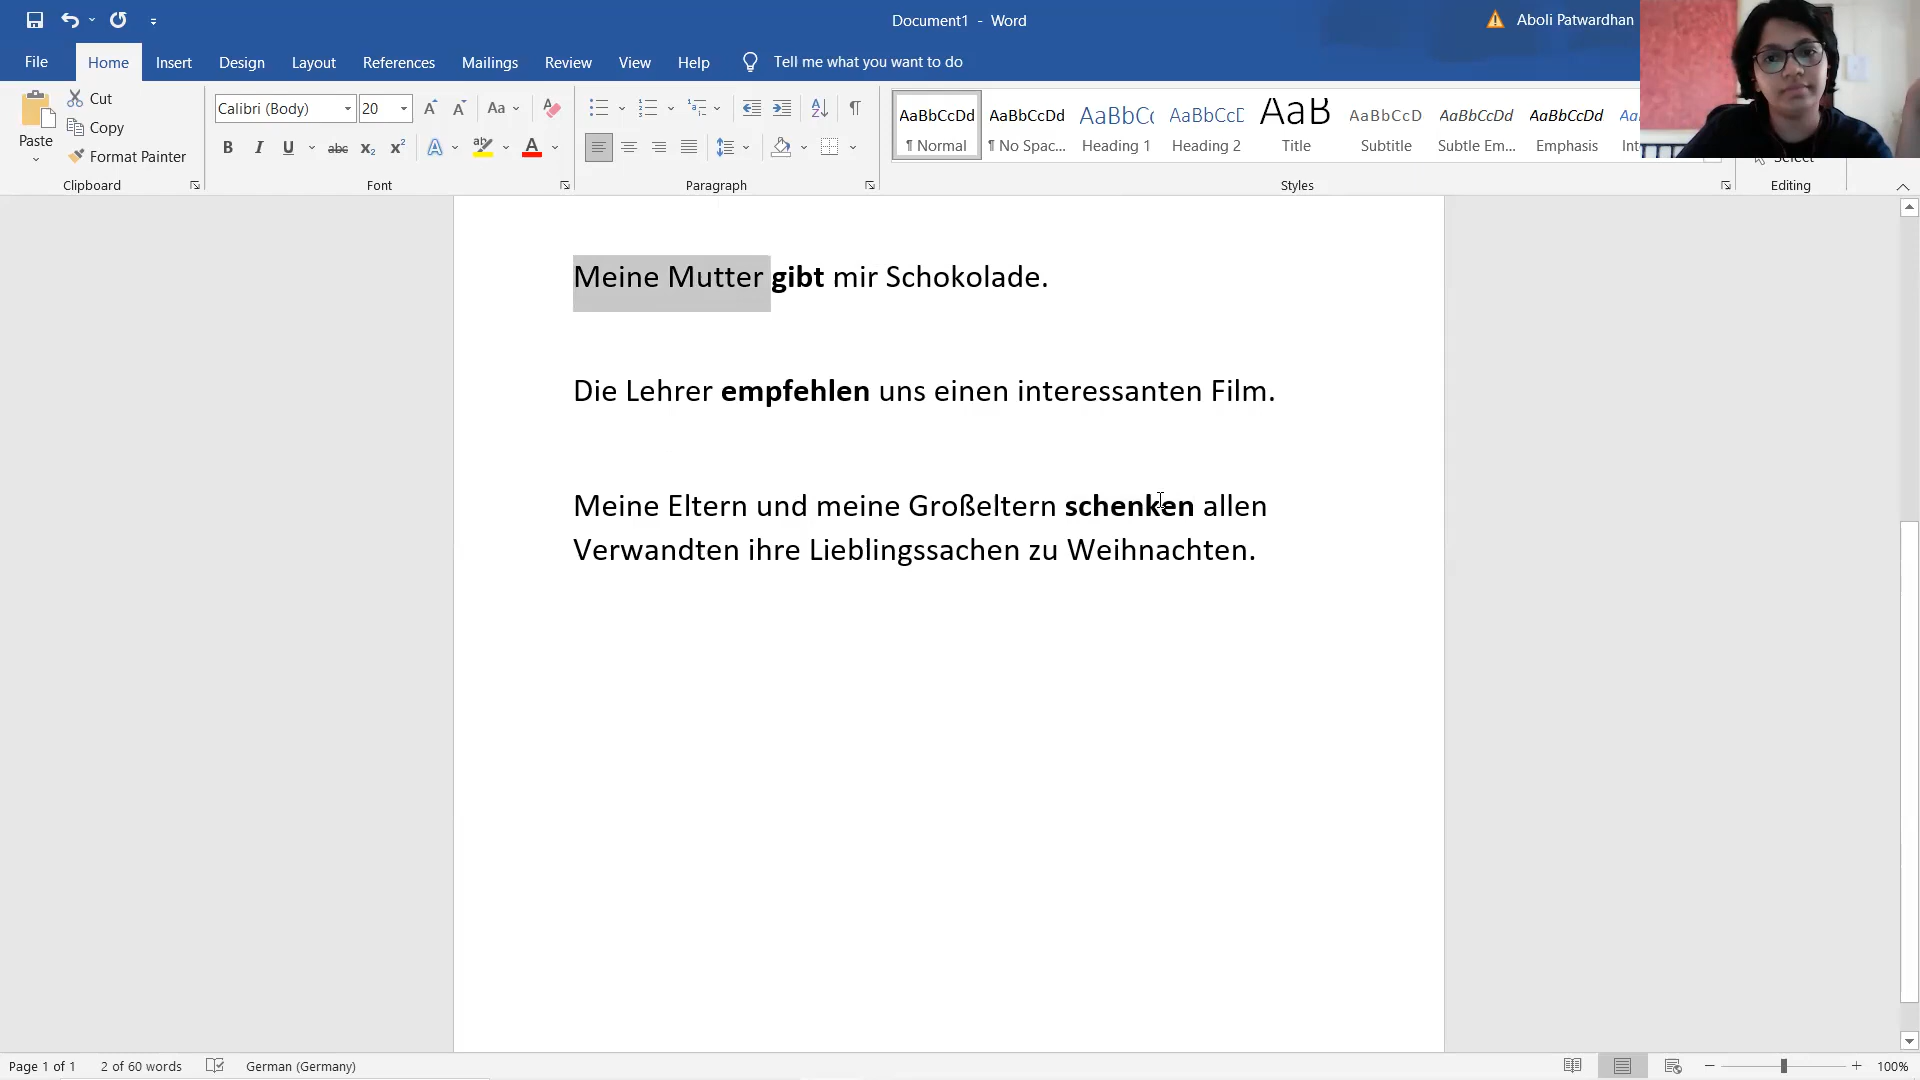 Document1 - Word
Aboli Patwardhan
File Home Insert Design Layout References Mailings Review View Help Tell me what you want to do
Paste
Cut
Copy
Format Painter
Clipboard
Calibri (Body) 20
Font
Paragraph
AaBbCcDd AaBbCcDd AaBbCc AaBbCcD AaB AaBbCcD AaBbCcDd AaBbCcDd
¶ Normal ¶ No Spac... Heading 1 Heading 2 Title Subtitle Subtle Em... Emphasis
Styles
Select
Editing
Meine Mutter gibt mir Schokolade.
Die Lehrer empfehlen uns einen interessanten Film.
Meine Eltern und meine Großeltern schenken allen
Verwandten ihre Lieblingssachen zu Weihnachten.
Page 1 of 1 2 of 60 words German (Germany) 100%